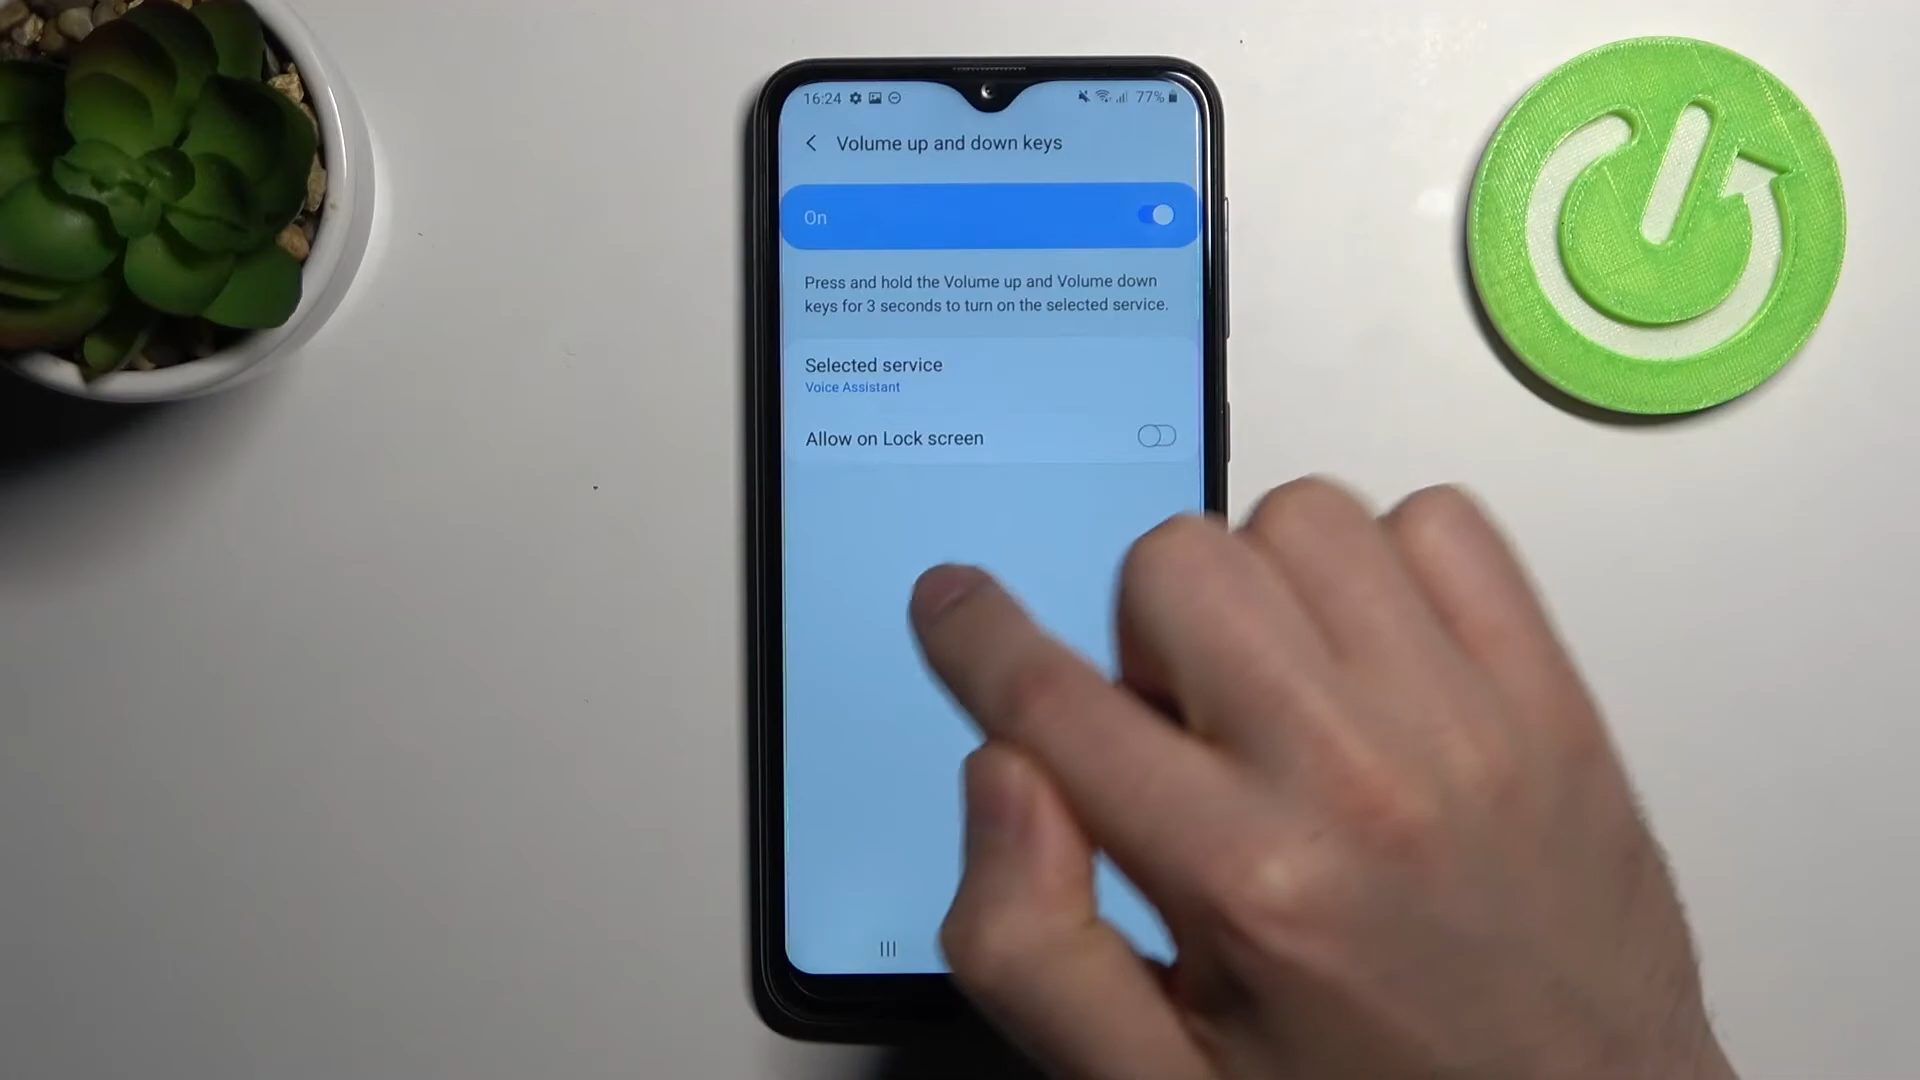 16:24 77%
Volume up and down keys
On
Press and hold the Volume up and Volume down
keys for 3 seconds to turn on the selected service.
Selected service
Voice Assistant
Allow on Lock screen